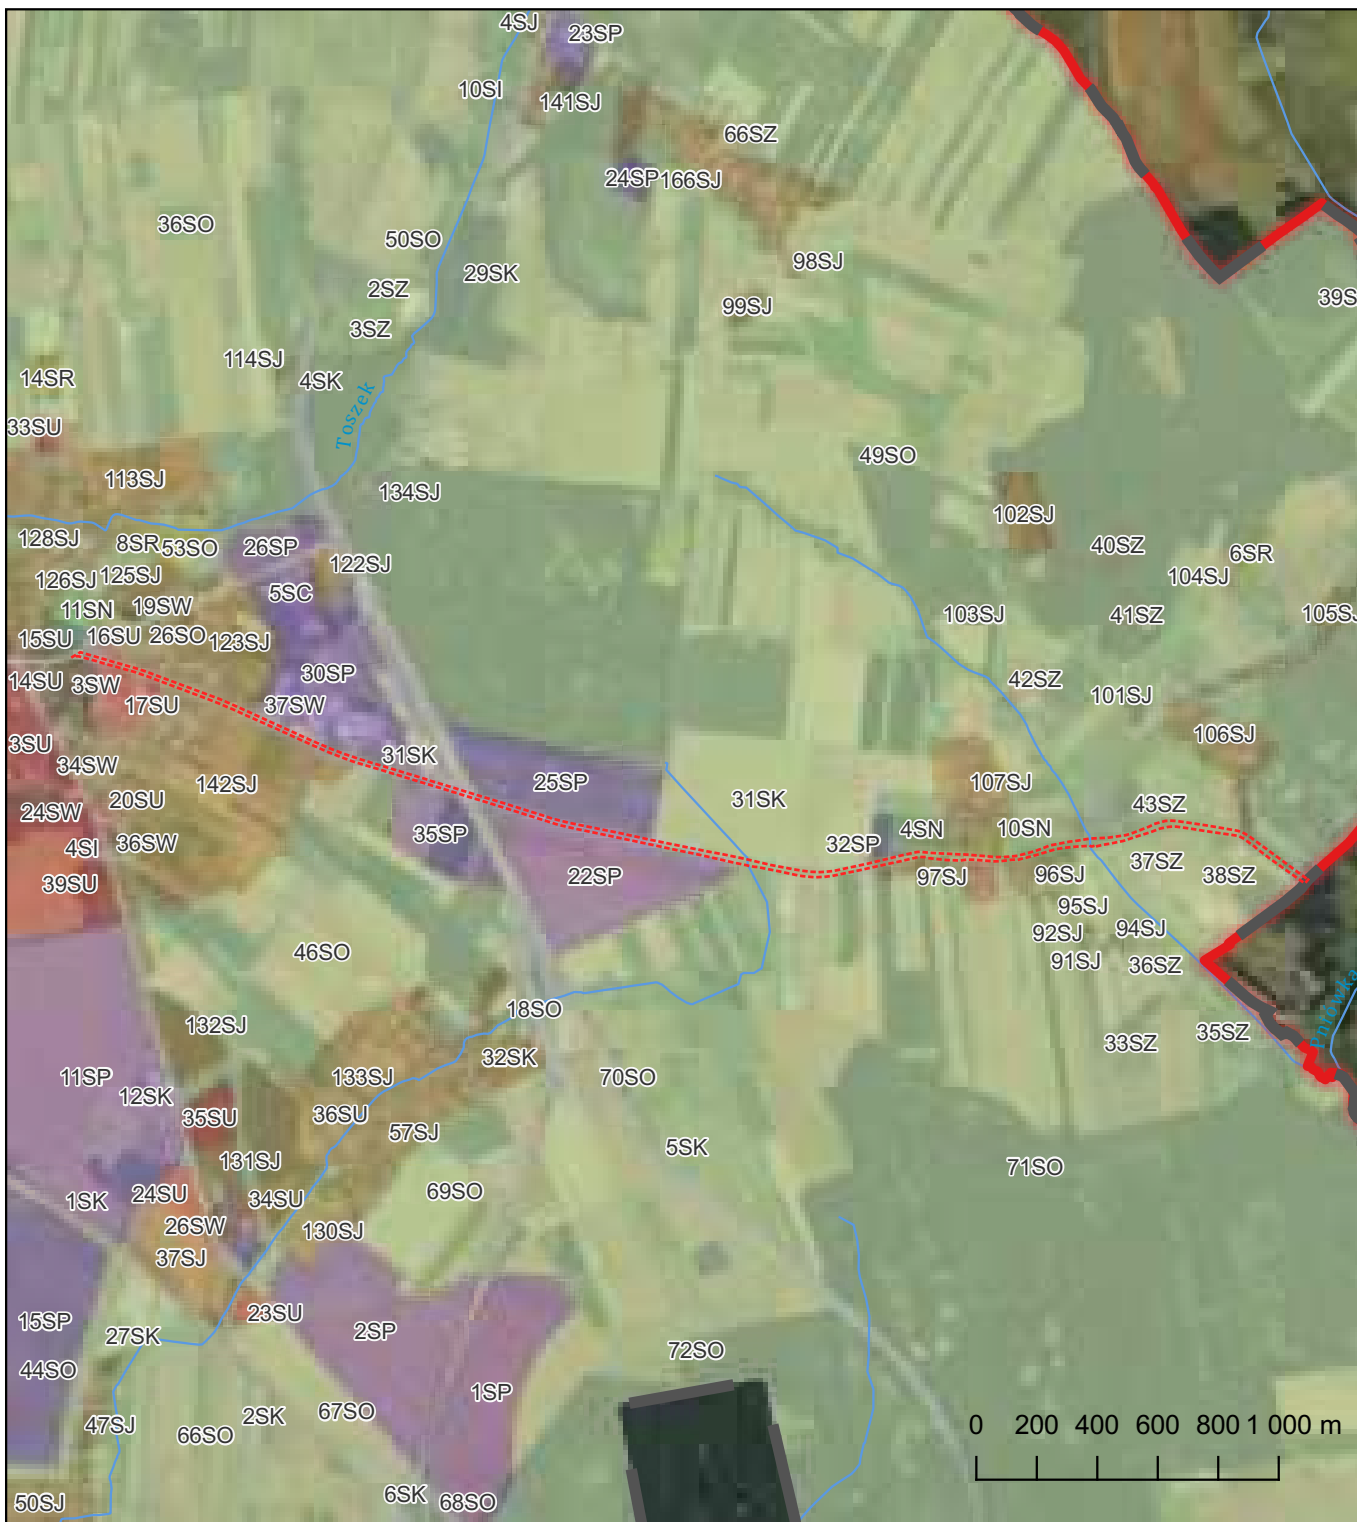 4SJ
23SP
10SI
141SJ
66SZ
24SP
166SJ
36SO
50SO
98SJ
29SK
2SZ
39S
99SJ
3SZ
114SJ
14SR
4SK
Toszek
33SU
49SO
113SJ
134SJ
102SJ
128SJ
8SR
53SO
26SP
40SZ
6SR
122SJ
126SJ
125SJ
104SJ
5SC
11SN
19SW
103SJ
41SZ
105SJ
15SU
16SU
26SO
123SJ
30SP
14SU
3SW
42SZ
101SJ
17SU
37SW
106SJ
3SU
31SK
34SW
142SJ
25SP
107SJ
20SU
31SK
43SZ
24SW
35SP
4SN
10SN
4SI
36SW
32SP
37SZ
39SU
22SP
97SJ
96SJ
38SZ
95SJ
92SJ
94SJ
46SO
91SJ
36SZ
18SO
Pniówka
132SJ
33SZ
35SZ
32SK
11SP
133SJ
70SO
12SK
35SU
36SU
57SJ
5SK
131SJ
71SO
1SK
24SU
34SU
69SO
26SW
130SJ
37SJ
15SP
23SU
2SP
27SK
72SO
44SO
1SP
47SJ
2SK
67SO
66SO
0 200 400 600 800 1 000 m
50SJ
6SK
68SO